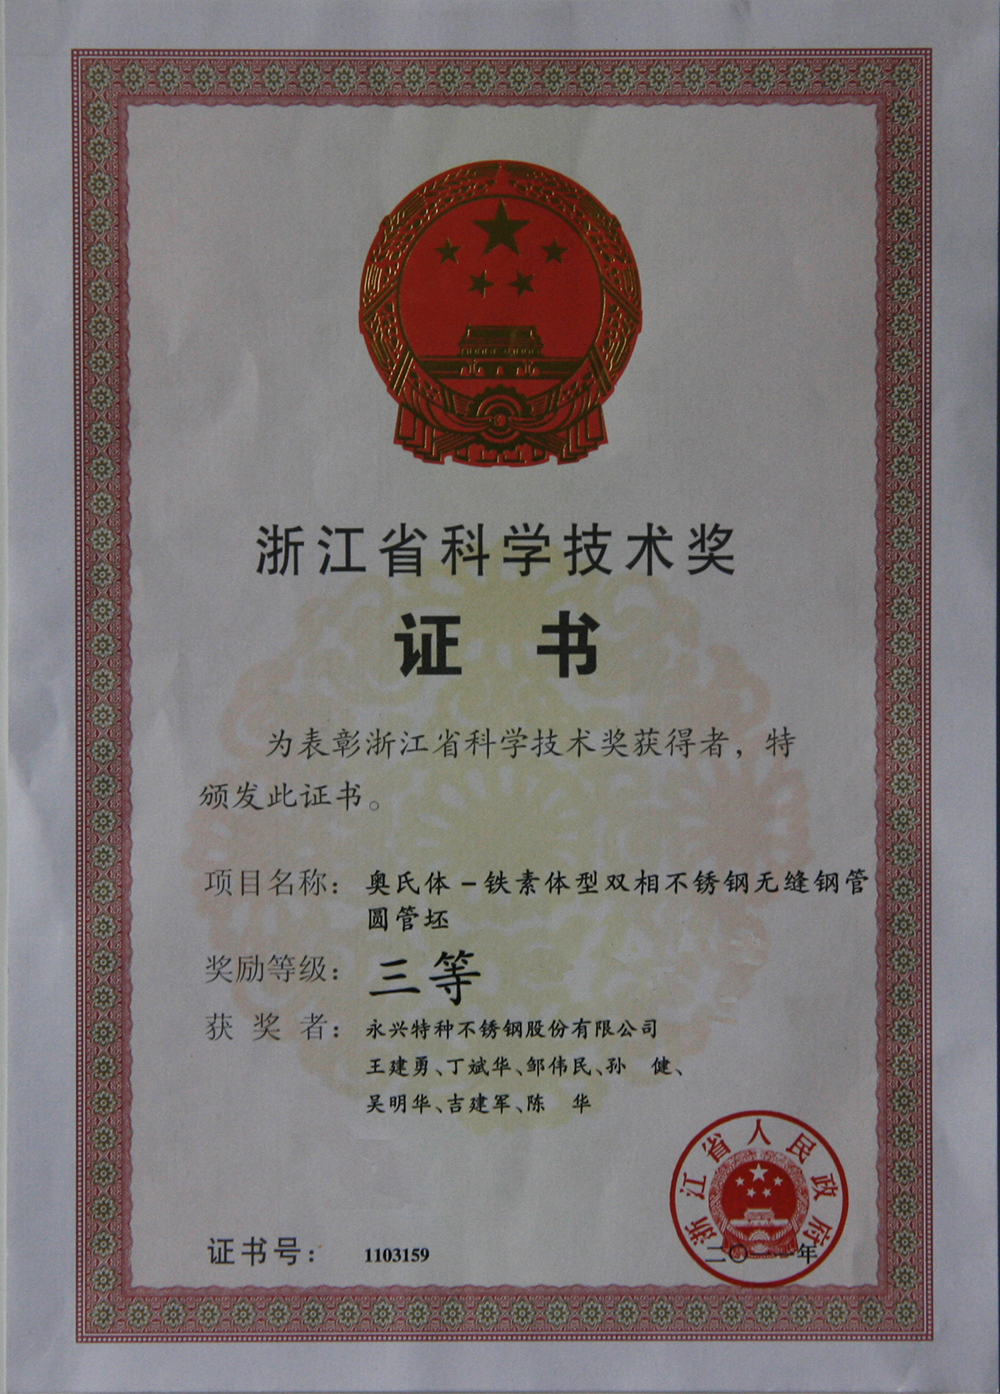 浙江省科学技术奖
证 书
为表彰浙江省科学技术奖获得者，特
颁发此证书。
项目名称：奥氏体－铁素体型双相不锈钢无缝钢管
圆管坯
奖励等级：三等
获 奖 者：永兴特种不锈钢股份有限公司
王建勇、丁斌华、邹伟民、孙 健、
吴明华、吉建军、陈 华
浙江省人民政府
二〇一一年
证书号： 1103159